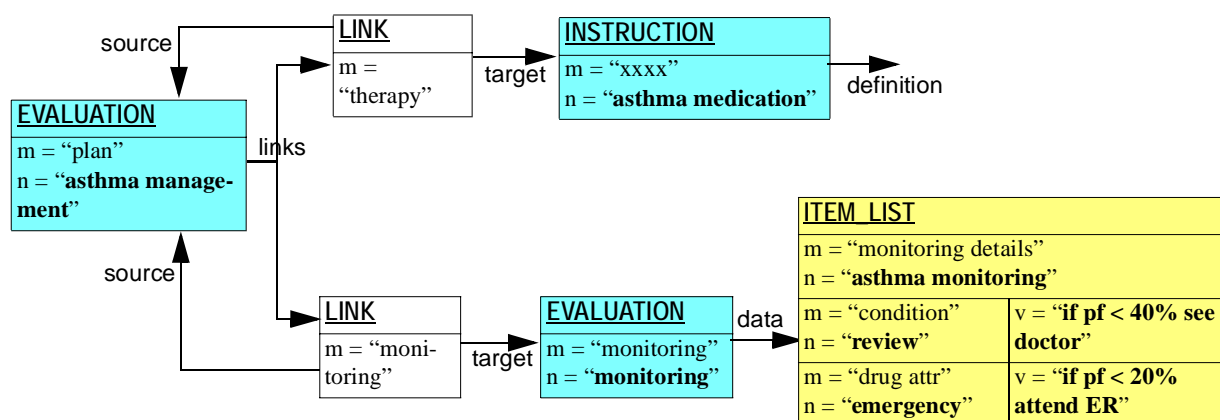 source
LINK
m =
“therapy”
target
INSTRUCTION
m = “xxxx”
n = “asthma medication”
definition
EVALUATION
m = “plan”
n = “asthma manage-
ment”
links
source
LINK
m = “moni-
toring”
target
EVALUATION
m = “monitoring”
n = “monitoring”
data
ITEM_LIST
m = “monitoring details”
n = “asthma monitoring”
m = “condition”
n = “review”
v = “if pf < 40% see
doctor”
m = “drug attr”
n = “emergency”
v = “if pf < 20%
attend ER”